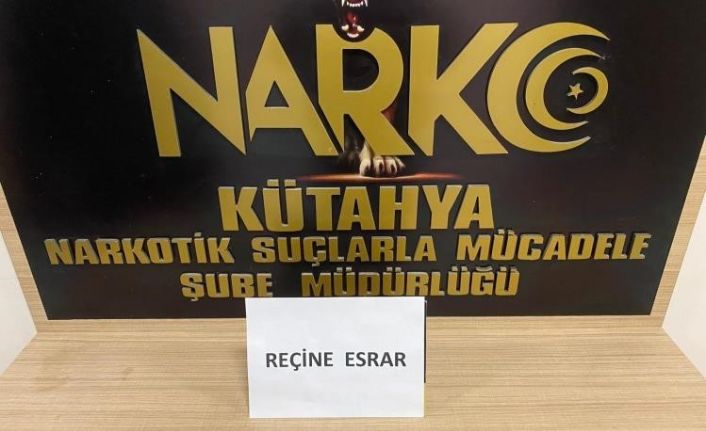 NARKO
KÜTAHYA
NARKOTİK SUÇLARLA MÜCADELE
ŞUBE MÜDÜRLÜĞÜ
REÇİNE ESRAR